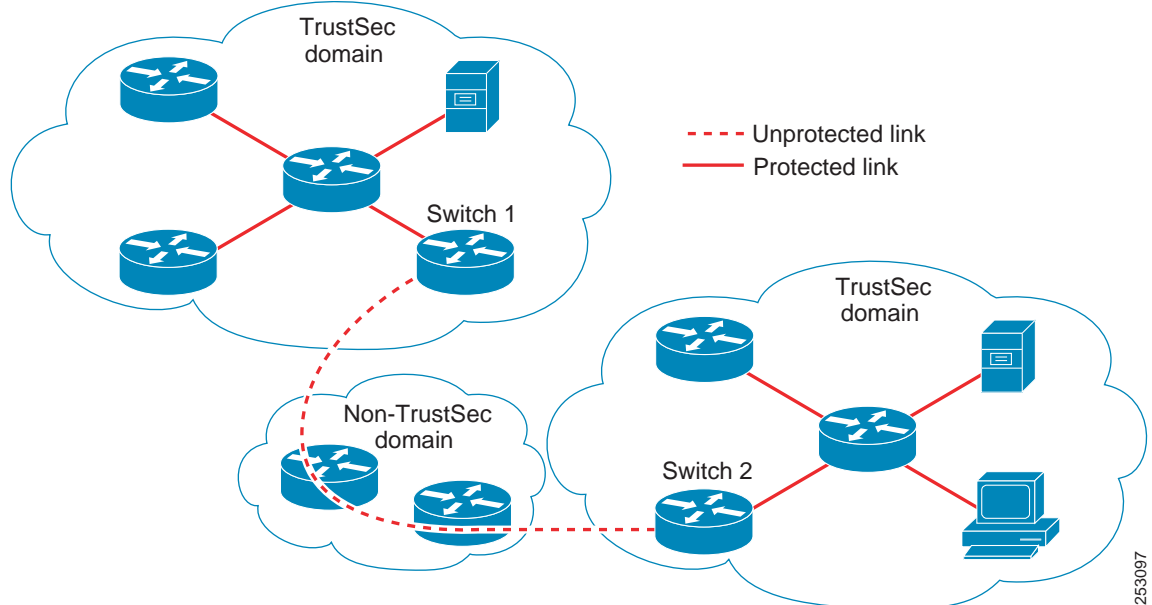 TrustSec
domain
Unprotected link
Protected link
Switch 1
TrustSec
domain
Non-TrustSec
domain
Switch 2
253097